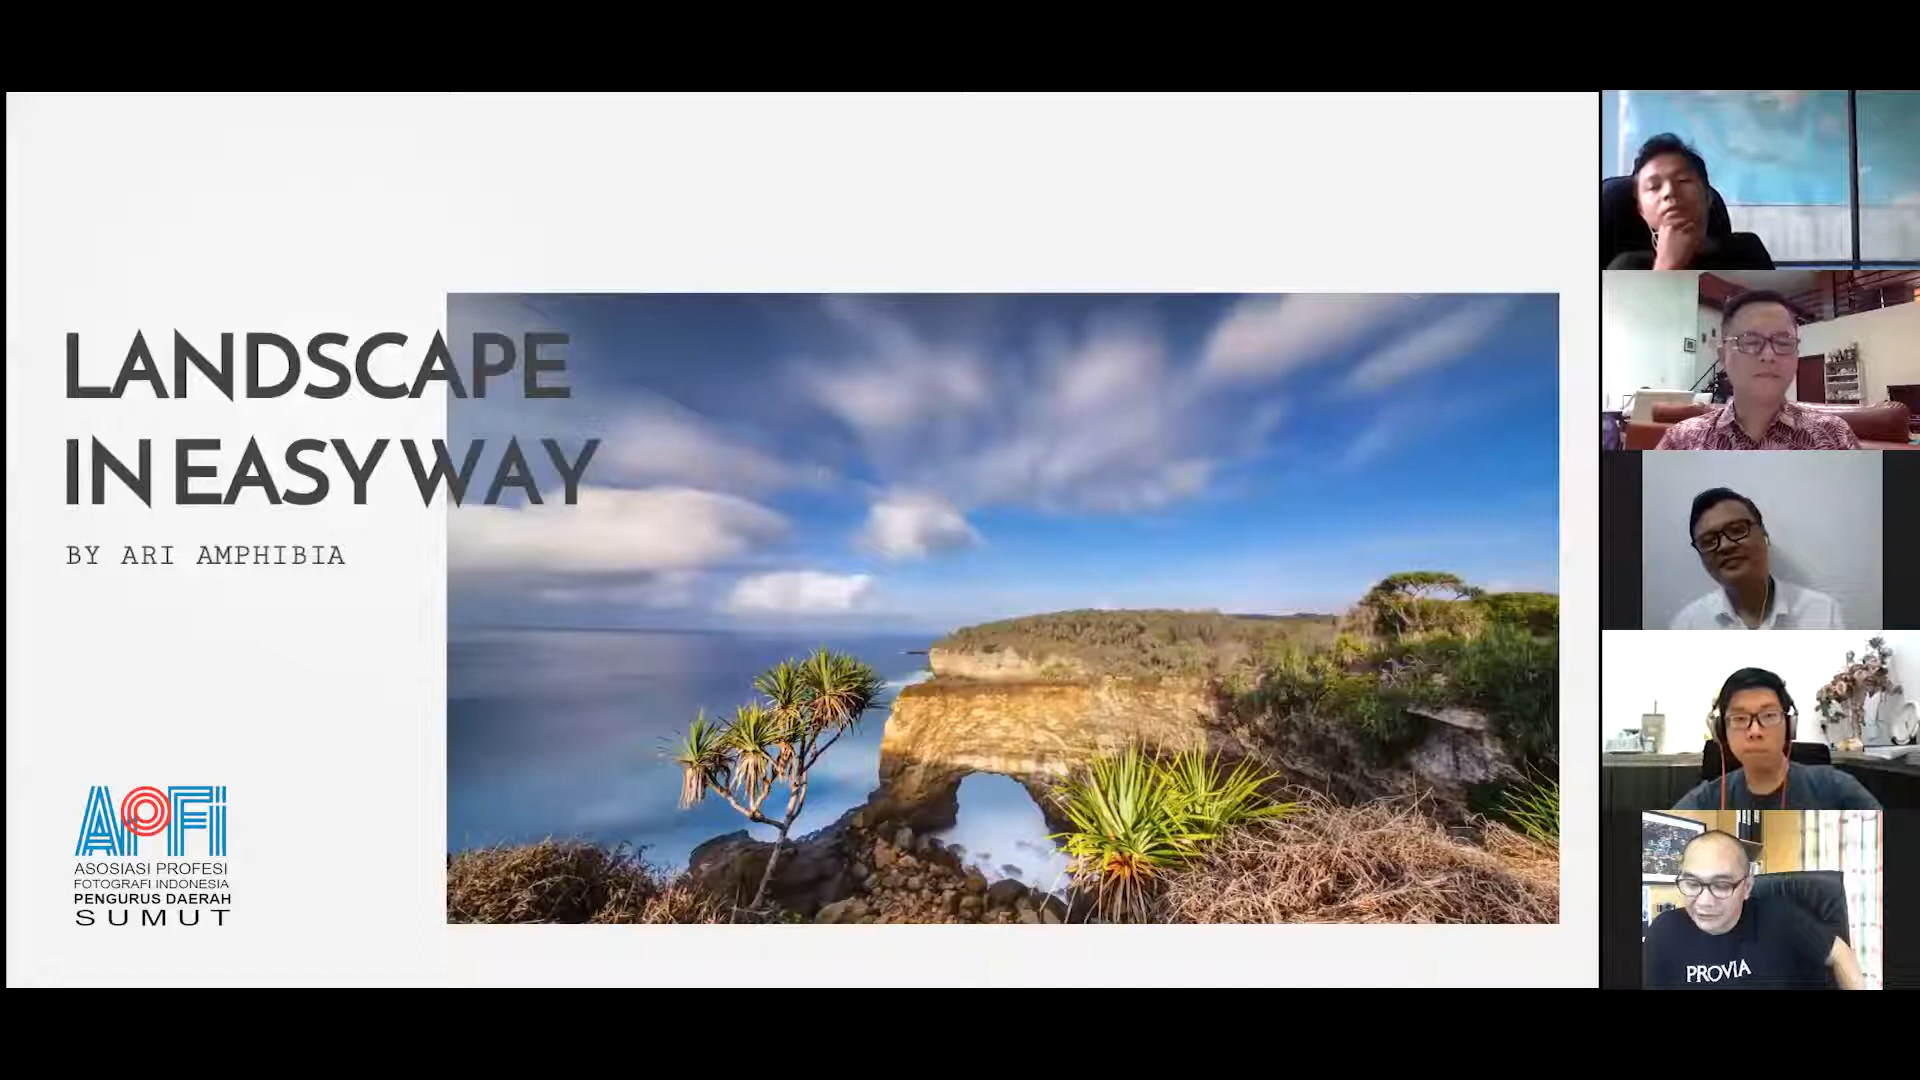 LANDSCAPE
IN EASY WAY
BY ARI AMPHIBIA
APFI
ASOSIASI PROFESI
FOTOGRAFI INDONESIA
PENGURUS DAERAH
SUMUT
PROVIA